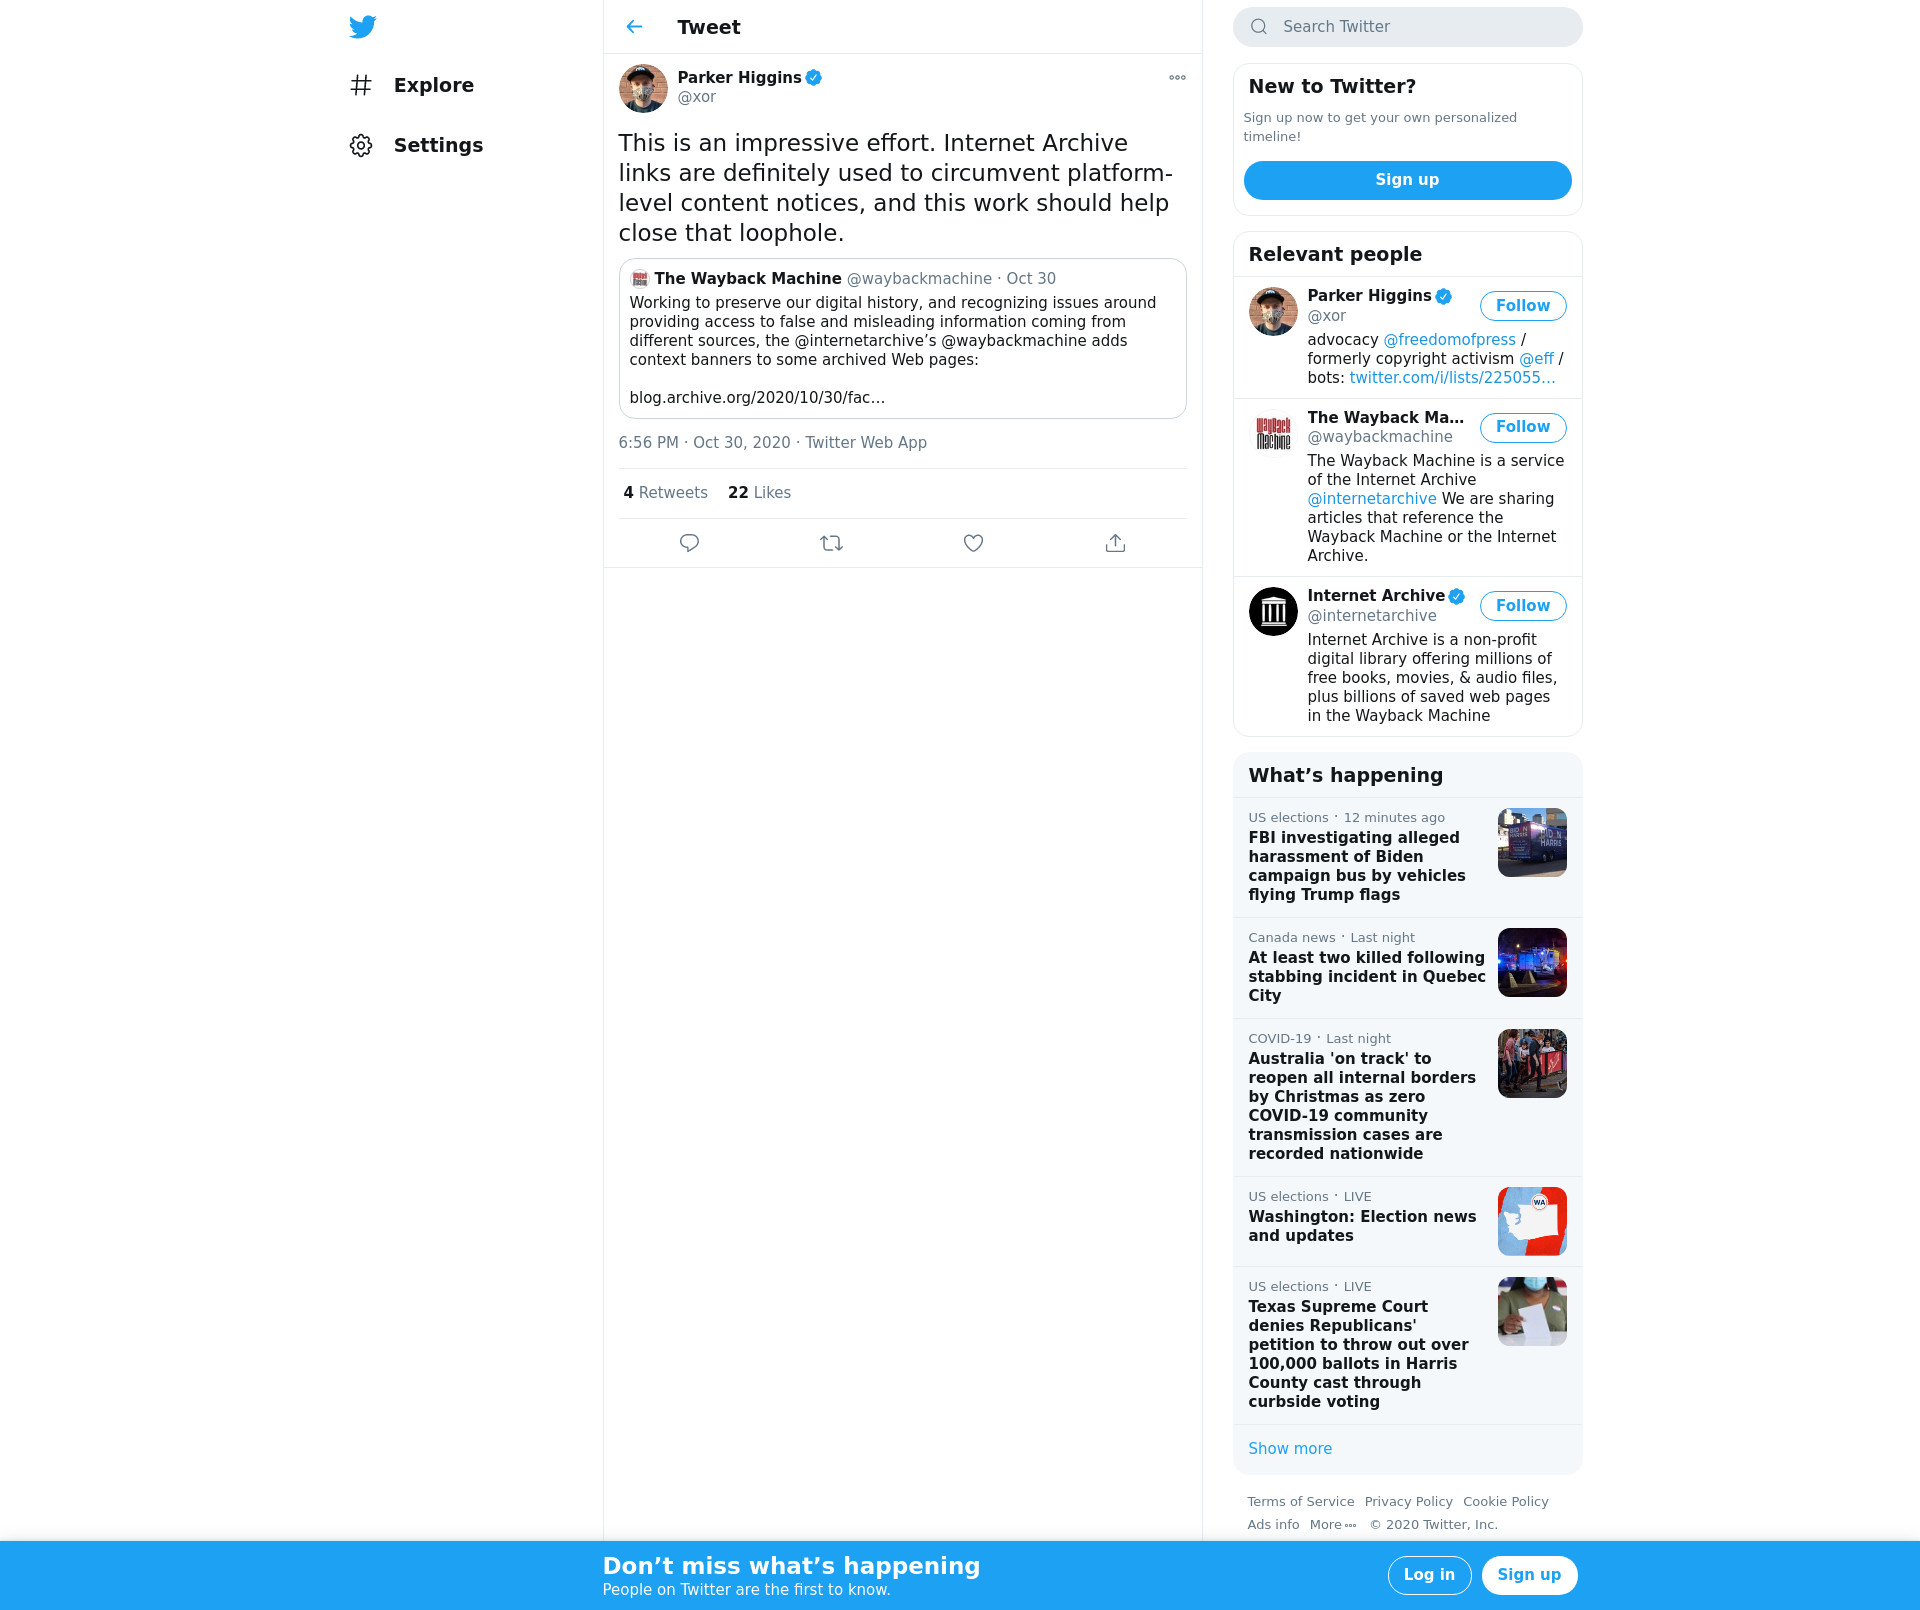 Explore
Settings
Tweet
Parker Higgins
@xor
This is an impressive effort. Internet Archive
links are definitely used to circumvent platform-
level content notices, and this work should help
close that loophole.
The Wayback Machine @waybackmachine · Oct 30
Working to preserve our digital history, and recognizing issues around
providing access to false and misleading information coming from
different sources, the @internetarchive’s @waybackmachine adds
context banners to some archived Web pages:
blog.archive.org/2020/10/30/fac…
6:56 PM · Oct 30, 2020 · Twitter Web App
4 Retweets 22 Likes
Search Twitter
New to Twitter?
Sign up now to get your own personalized
timeline!
Sign up
Relevant people
Parker Higgins
@xor
Follow
advocacy @freedomofpress /
formerly copyright activism @eff /
bots: twitter.com/i/lists/225055…
Wayback
Machine
The Wayback Ma…
@waybackmachine
Follow
The Wayback Machine is a service
of the Internet Archive
@internetarchive We are sharing
articles that reference the
Wayback Machine or the Internet
Archive.
Internet Archive
@internetarchive
Follow
Internet Archive is a non-profit
digital library offering millions of
free books, movies, & audio files,
plus billions of saved web pages
in the Wayback Machine
What’s happening
US elections · 12 minutes ago
FBI investigating alleged
harassment of Biden
campaign bus by vehicles
flying Trump flags
Canada news · Last night
At least two killed following
stabbing incident in Quebec
City
COVID-19 · Last night
Australia 'on track' to
reopen all internal borders
by Christmas as zero
COVID-19 community
transmission cases are
recorded nationwide
US elections · LIVE
Washington: Election news
and updates
WA
US elections · LIVE
Texas Supreme Court
denies Republicans'
petition to throw out over
100,000 ballots in Harris
County cast through
curbside voting
Show more
Terms of Service Privacy Policy Cookie Policy
Ads info More © 2020 Twitter, Inc.
Don’t miss what’s happening
People on Twitter are the first to know.
Log in
Sign up